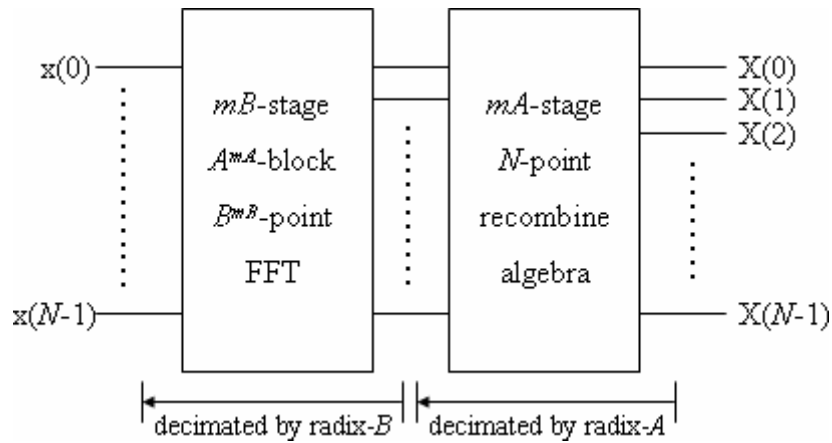 x(0)
x(N-1)
mB-stage
A^mA-block
B^mB-point
FFT
mA-stage
N-point
recombine
algebra
X(0)
X(1)
X(2)
X(N-1)
decimated by radix-B
decimated by radix-A